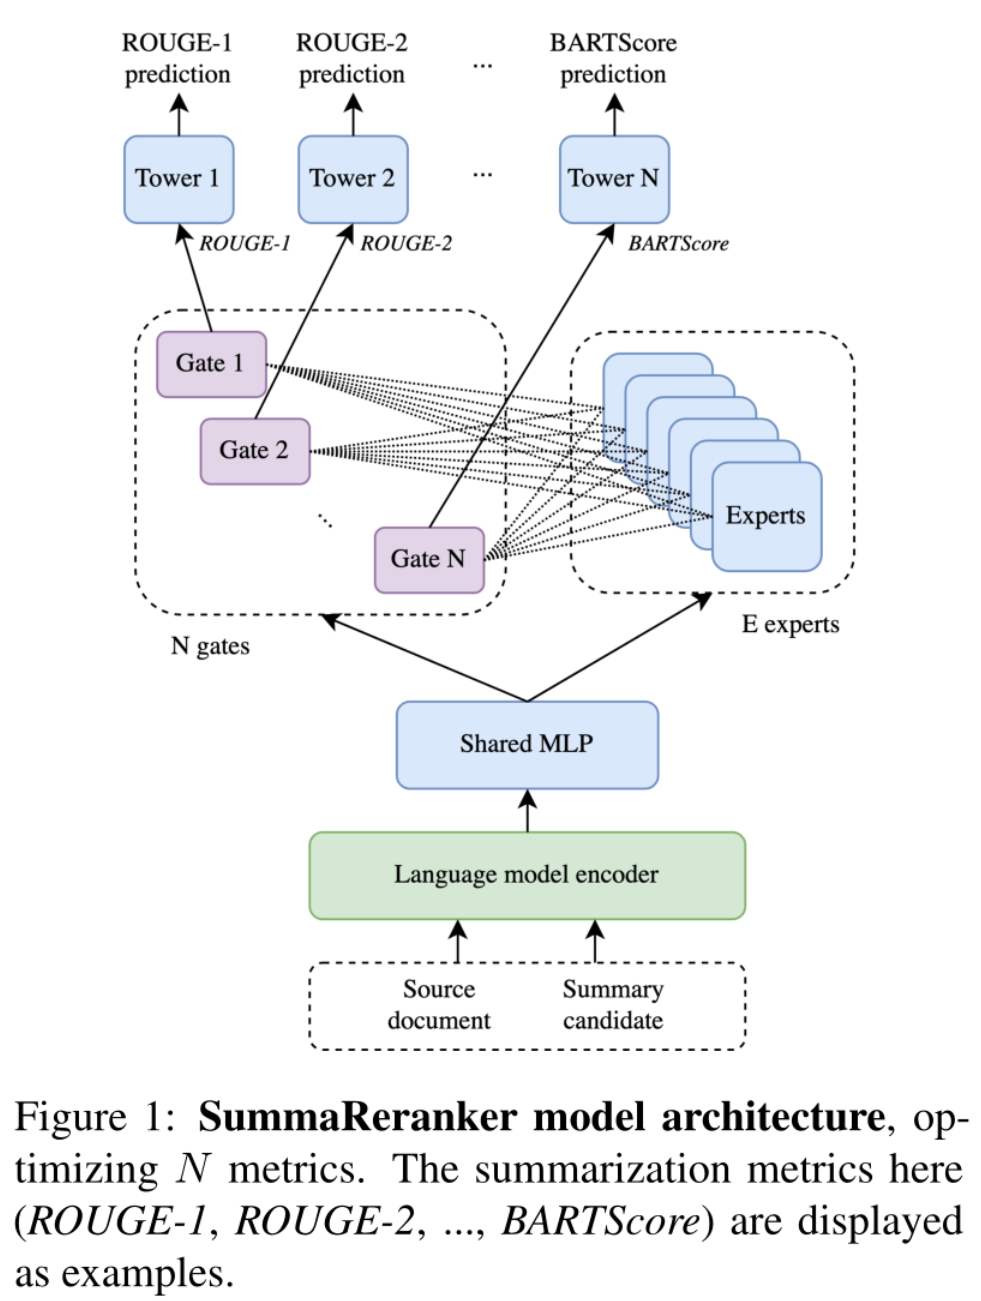 ROUGE-1
prediction
ROUGE-2
prediction
...
BARTScore
prediction
Tower 1
Tower 2
...
Tower N
ROUGE-1
ROUGE-2
BARTScore
Gate 1
Gate 2
...
Gate N
Experts
N gates
E experts
Shared MLP
Language model encoder
Source
document
Summary
candidate
Figure 1: SummaReranker model architecture, op-
timizing N metrics. The summarization metrics here
(ROUGE-1, ROUGE-2, ..., BARTScore) are displayed
as examples.